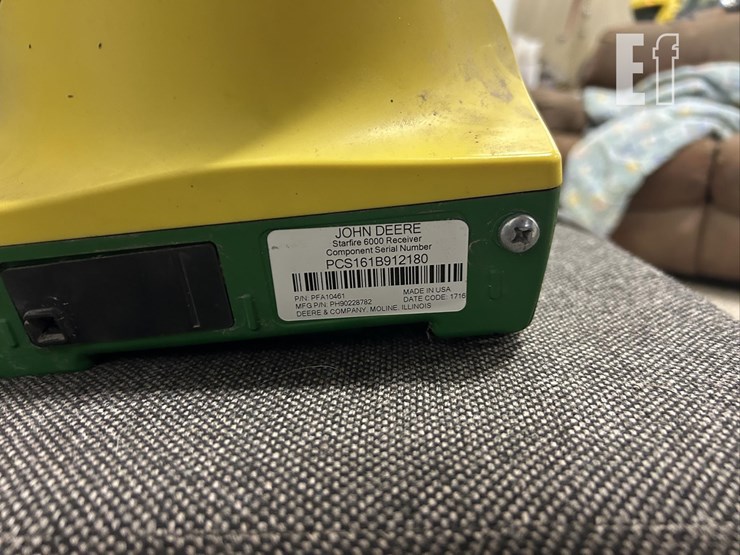 Ef
JOHN DEERE
Starfire 6000 Receiver
Component Serial Number
PCS161B912180
P/N: PFA10461
MADE IN USA
MFG P/N: PH90228782
DATE CODE: 1718
DEERE & COMPANY, MOLINE, ILLINOIS